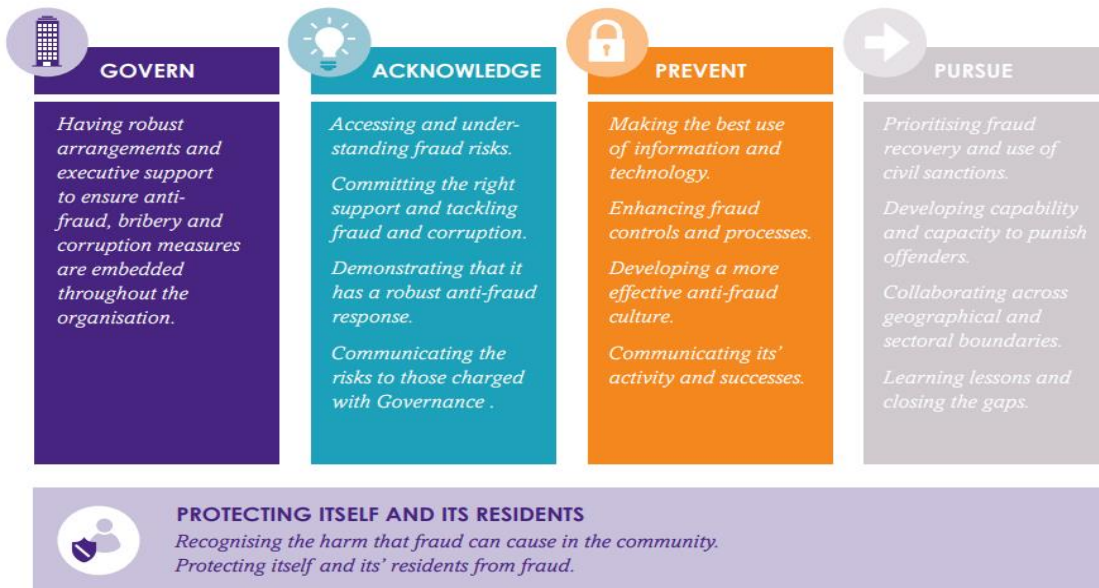 GOVERN
Having robust
arrangements and
executive support
to ensure anti-
fraud, bribery and
corruption measures
are embedded
throughout the
organisation.
ACKNOWLEDGE
Accessing and under-
standing fraud risks.
Committing the right
support and tackling
fraud and corruption.
Demonstrating that it
has a robust anti-fraud
response.
Communicating the
risks to those charged
with Governance .
PREVENT
Making the best use
of information and
technology.
Enhancing fraud
controls and processes.
Developing a more
effective anti-fraud
culture.
Communicating its’
activity and successes.
PURSUE
Prioritising fraud
recovery and use of
civil sanctions.
Developing capability
and capacity to punish
offenders.
Collaborating across
geographical and
sectoral boundaries.
Learning lessons and
closing the gaps.
PROTECTING ITSELF AND ITS RESIDENTS
Recognising the harm that fraud can cause in the community.
Protecting itself and its’ residents from fraud.